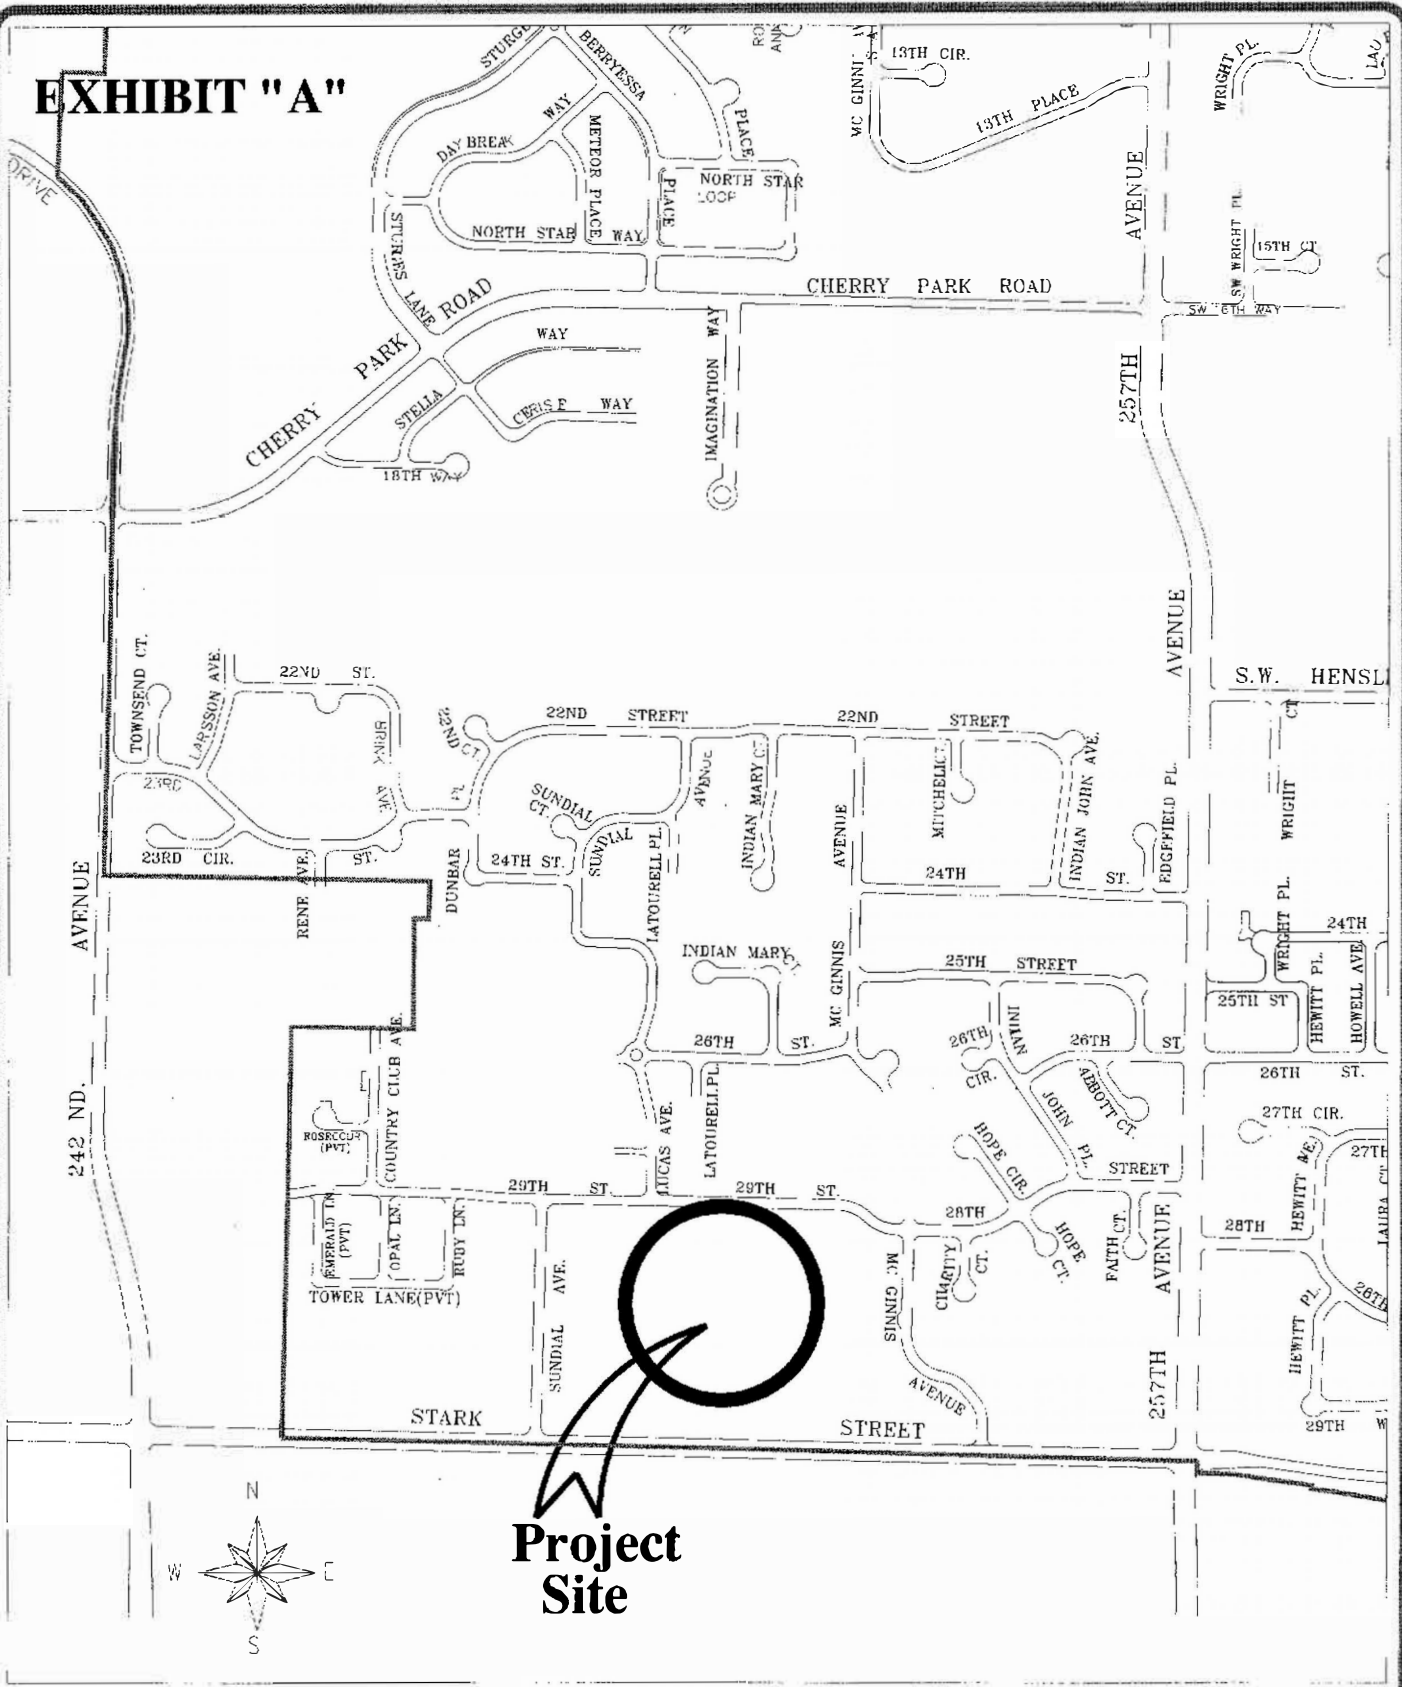 EXHIBIT "A"
DRIVE
BERRYESSA
DAY BREAK
WAY
METEOR PLACE
PLACE
PLACE
NORTH STAR
LOOP
NORTH STAR
WAY
STURGES
LANE
CHERRY
PARK
ROAD
MC GINNI
13TH CIR.
13TH PLACE
WRIGHT PL.
LAU
AVENUE
SW WRIGHT PL.
15TH CT
CHERRY PARK ROAD
SW 16TH WAY
WAY
STELLA
CERISE WAY
18TH WAY
IMAGINATION WAY
257TH
AVENUE
S.W. HENSL
TOWNSEND CT.
LARSSON AVE.
22ND ST.
BRINK
AVE
22ND CT.
22ND STREET
22ND STREET
23RD
ST.
23RD CIR.
RENE AVE.
PL
DUNBAR
SUNDIAL
CT.
SUNDIAL
24TH ST.
AVENUE
LATOURELL PL
INDIAN MARY CT.
AVENUE
MC GINNIS
MITCHELL CT.
INDIAN JOHN AVE.
24TH ST.
EDGEFIELD PL.
CT
WRIGHT
WRIGHT PL.
24TH
25TH ST
HEWITT PL.
HOWELL AVE.
AVENUE
242 ND.
INDIAN MARY
CT.
25TH STREET
26TH ST.
26TH
CIR.
INDIAN
JOHN
PL
26TH ST
ABBOTT CT.
26TH ST.
COUNTRY CLUB AVE.
(PVT)
LUCAS AVE.
LATOURELL PL
HOPE CIR.
27TH CIR.
HEWITT AVE.
27TH
LAURA CT.
29TH ST.
29TH ST.
28TH
STREET
EMERALD LN.
(PVT)
OPAL LN.
RUBY LN.
TOWER LANE(PVT)
SUNDIAL AVE.
MC GINNIS
AVENUE
CHARITY
CT.
HOPE
CT.
FAITH CT.
AVENUE
257TH
28TH
HEWITT PL
26TH
29TH W
STARK
STREET
N
W
E
S
Project
Site